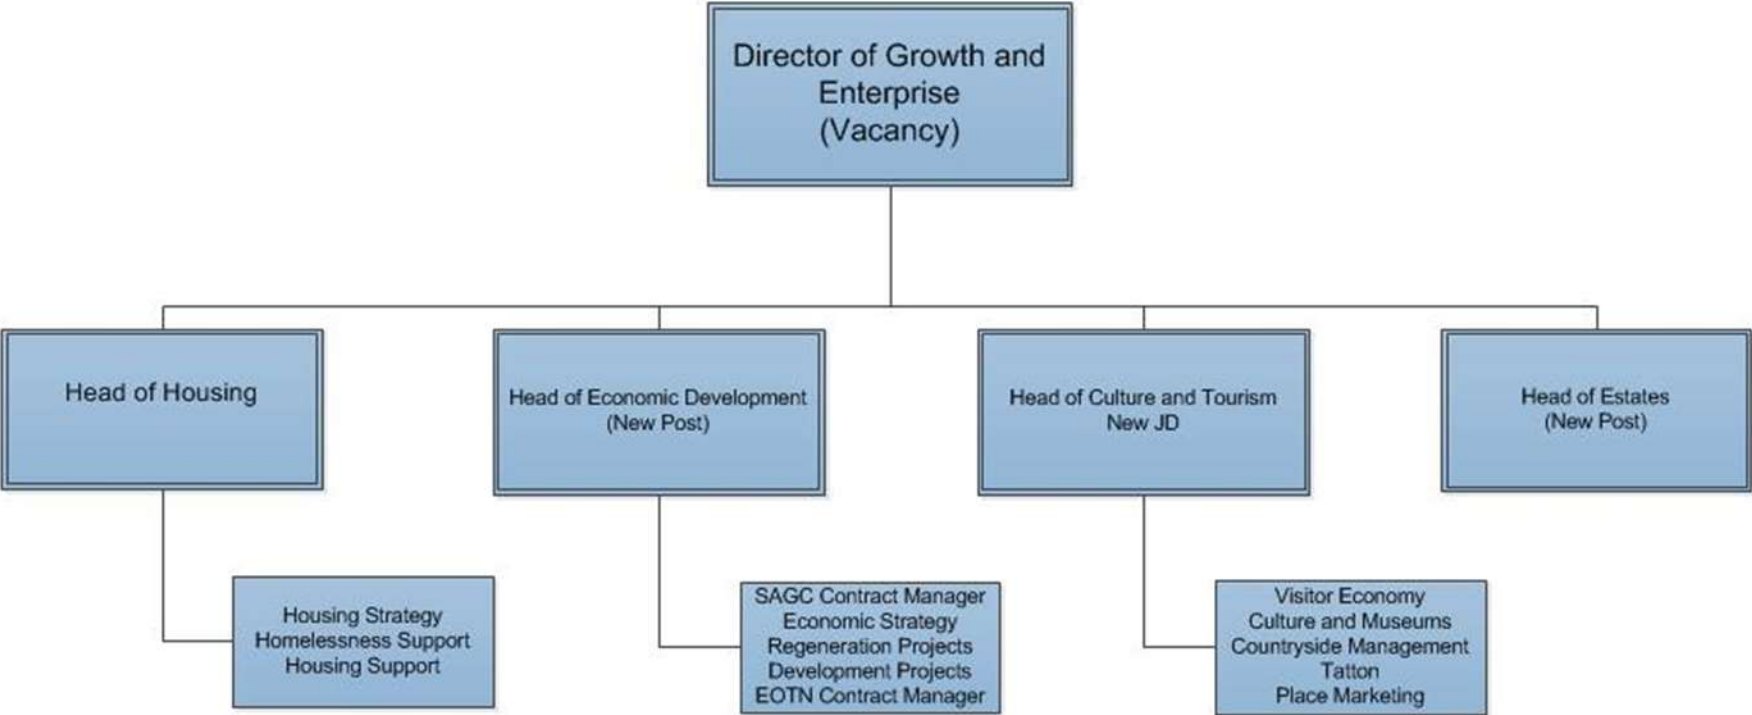 Director of Growth and
Enterprise
(Vacancy)
Head of Housing
Head of Economic Development
(New Post)
Head of Culture and Tourism
New JD
Head of Estates
(New Post)
Housing Strategy
Homelessness Support
Housing Support
SAGC Contract Manager
Economic Strategy
Regeneration Projects
Development Projects
EOTN Contract Manager
Visitor Economy
Culture and Museums
Countryside Management
Tatton
Place Marketing